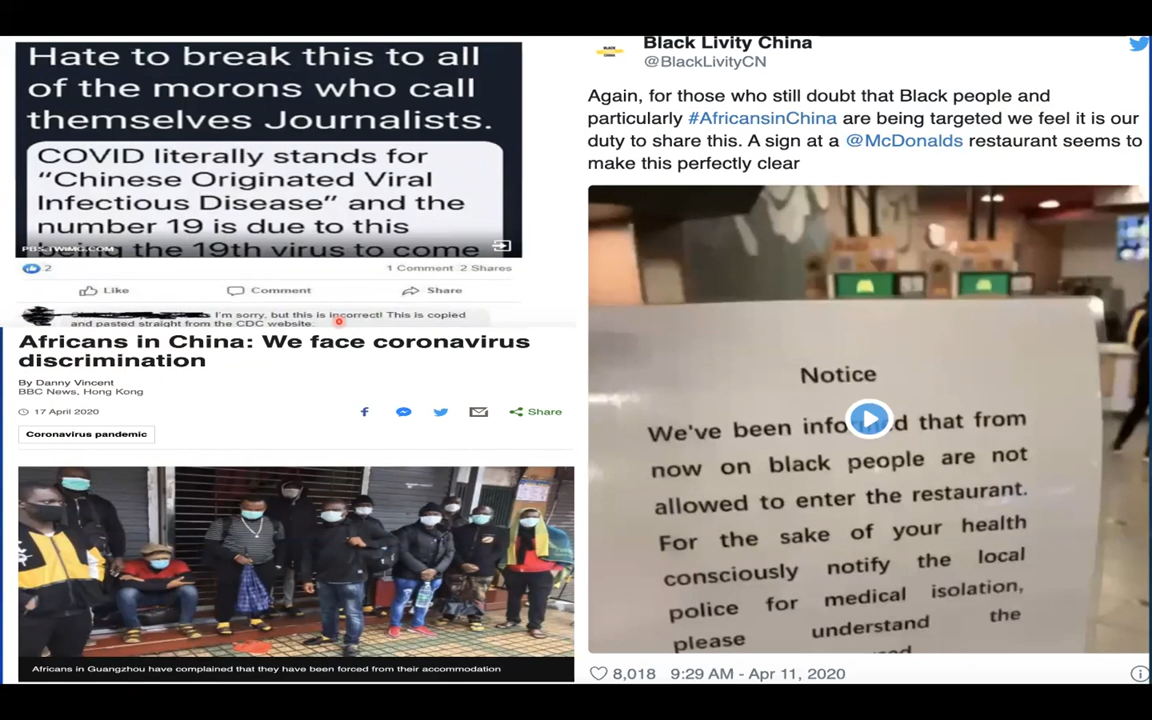 Hate to break this to all
of the morons who call
themselves Journalists.
COVID literally stands for
"Chinese Originated Viral
Infectious Disease" and the
number 19 is due to this
being the 19th virus to come
PBS.TWIMG.COM
2
1 Comment 2 Shares
Like
Comment
Share
I'm sorry, but this is incorrect! This is copied
and pasted straight from the CDC website.
Africans in China: We face coronavirus
discrimination
By Danny Vincent
BBC News, Hong Kong
17 April 2020
Share
Coronavirus pandemic
Africans in Guangzhou have complained that they have been forced from their accommodation
Black Livity China
@BlackLivityCN
Again, for those who still doubt that Black people and
particularly #AfricansinChina are being targeted we feel it is our
duty to share this. A sign at a @McDonalds restaurant seems to
make this perfectly clear
Notice
We've been informed that from
now on black people are not
allowed to enter the restaurant.
For the sake of your health
consciously notify the local
police for medical isolation,
please understand the
8,018 9:29 AM - Apr 11, 2020